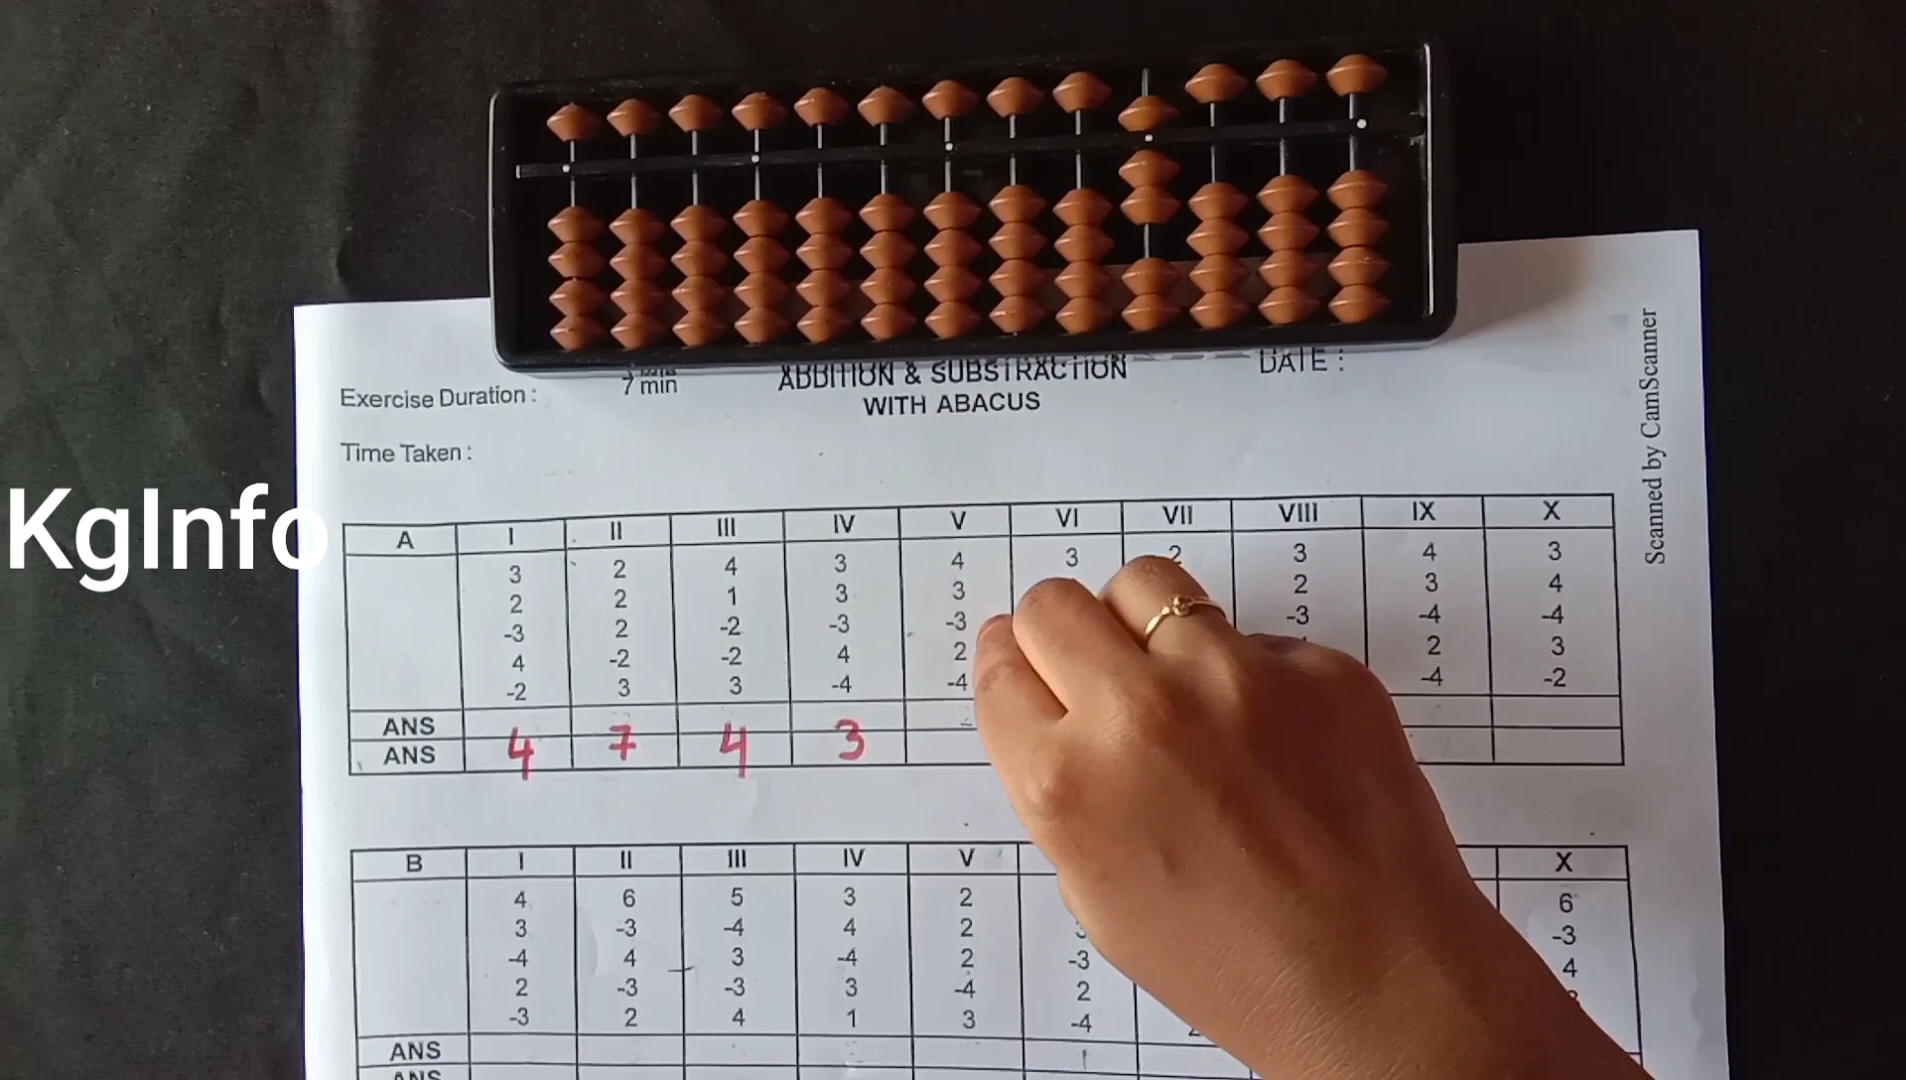 7 min
ADDITION & SUBSTRACTION
DATE :
Exercise Duration :
WITH ABACUS
Time Taken :
Scanned by CamScanner
KgInfo
A I II III IV V VI VII VIII IX X
3 2 4 3 4 3 2 3 4 3
2 2 1 3 3 2 3 4
-3 2 -2 -3 -3 -3 -4 -4
4 -2 -2 4 2 2 3
-2 3 3 -4 -4 -4 -2
ANS
ANS 4 7 4 3
B I II III IV V X
4 6 5 3 2 6
3 -3 -4 4 2 -3
-4 4 3 -4 2 -3 4
2 -3 -3 3 -4 2
-3 2 4 1 3 -4
ANS
ANS